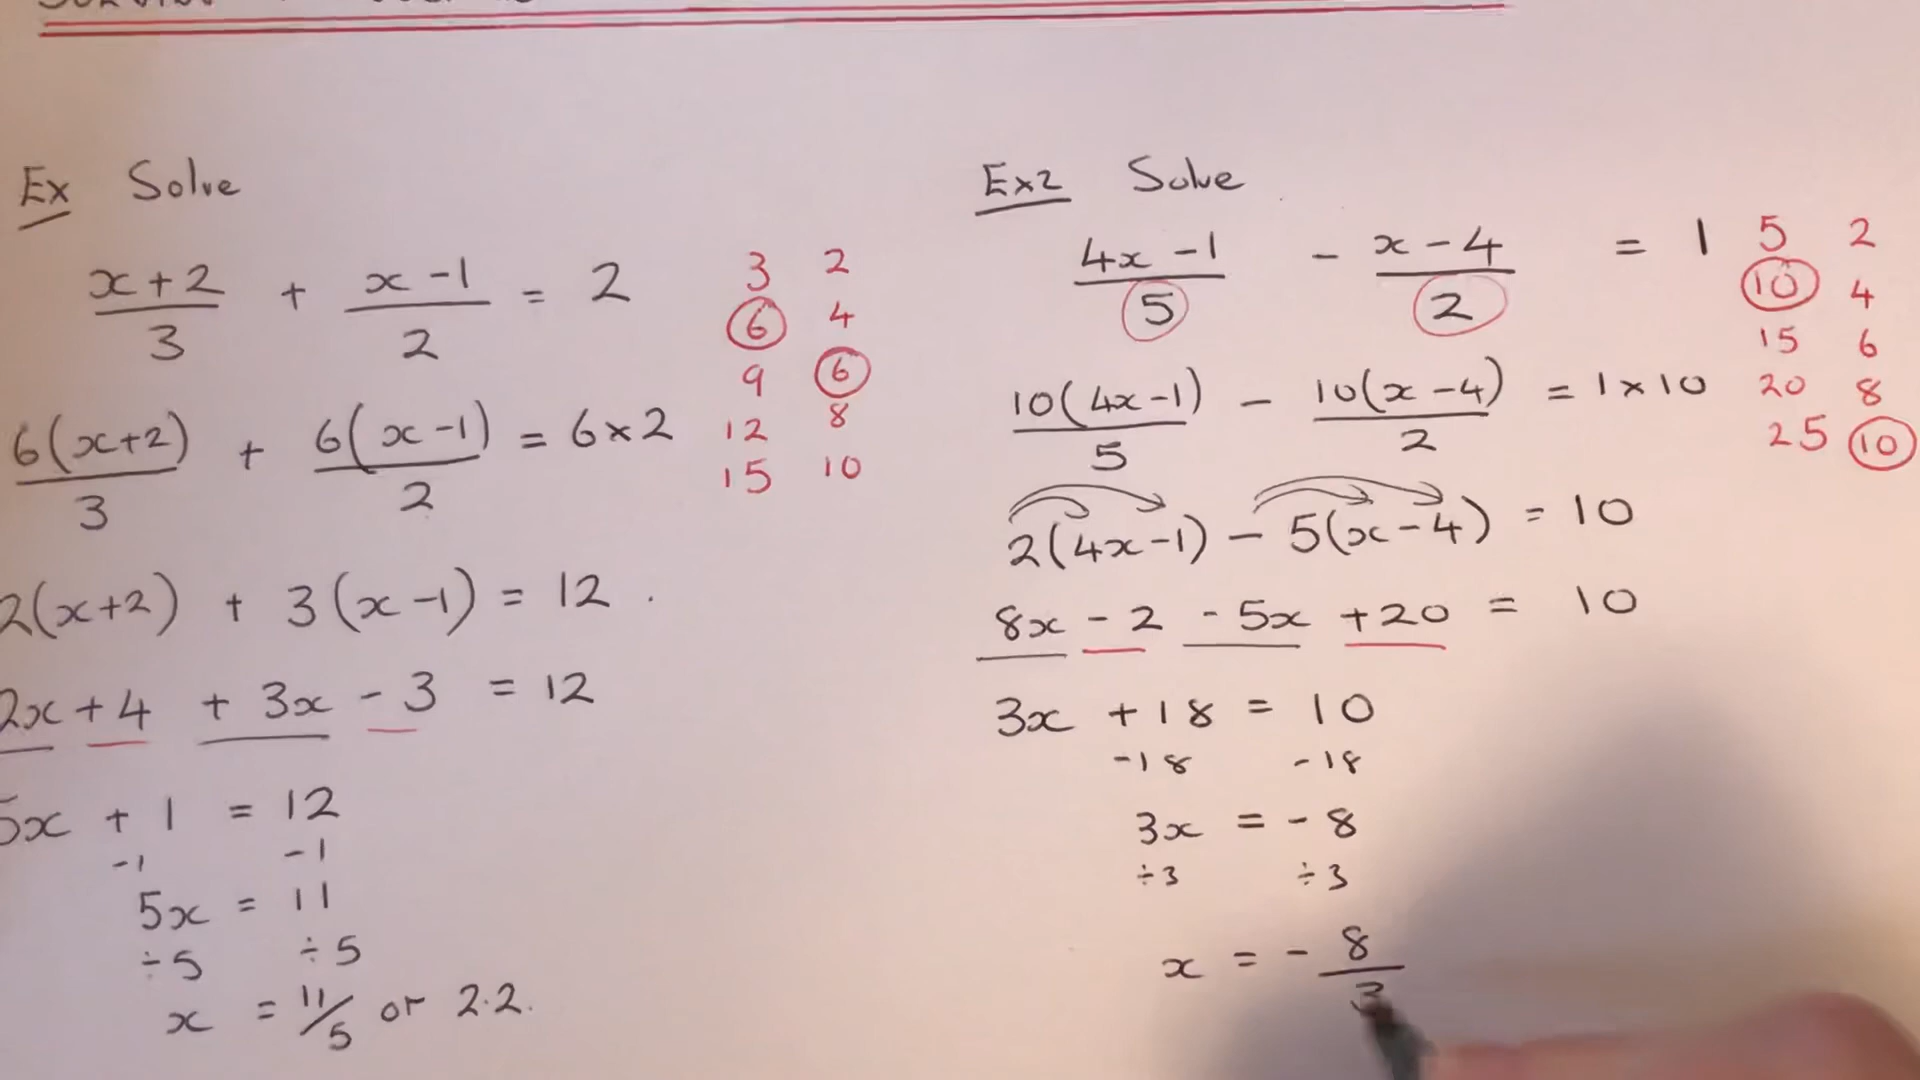 Ex Solve
x+2/3 + x-1/2 = 2
6(x+2)/3 + 6(x-1)/2 = 6×2
2(x+2) + 3(x-1) = 12 .
2x +4 + 3x -3 = 12
5x + 1 = 12
-1 -1
5x = 11
÷5 ÷5
x = 11/5 or 2.2.
3 2
6 4
9 6
12 8
15 10
Ex2 Solve
4x-1/5 - x-4/2 = 1
10(4x-1)/5 - 10(x-4)/2 = 1×10
2(4x-1) - 5(x-4) = 10
8x -2 -5x +20 = 10
3x +18 = 10
-18 -18
3x = -8
÷3 ÷3
x = -8/3
5 2
10 4
15 6
20 8
25 10